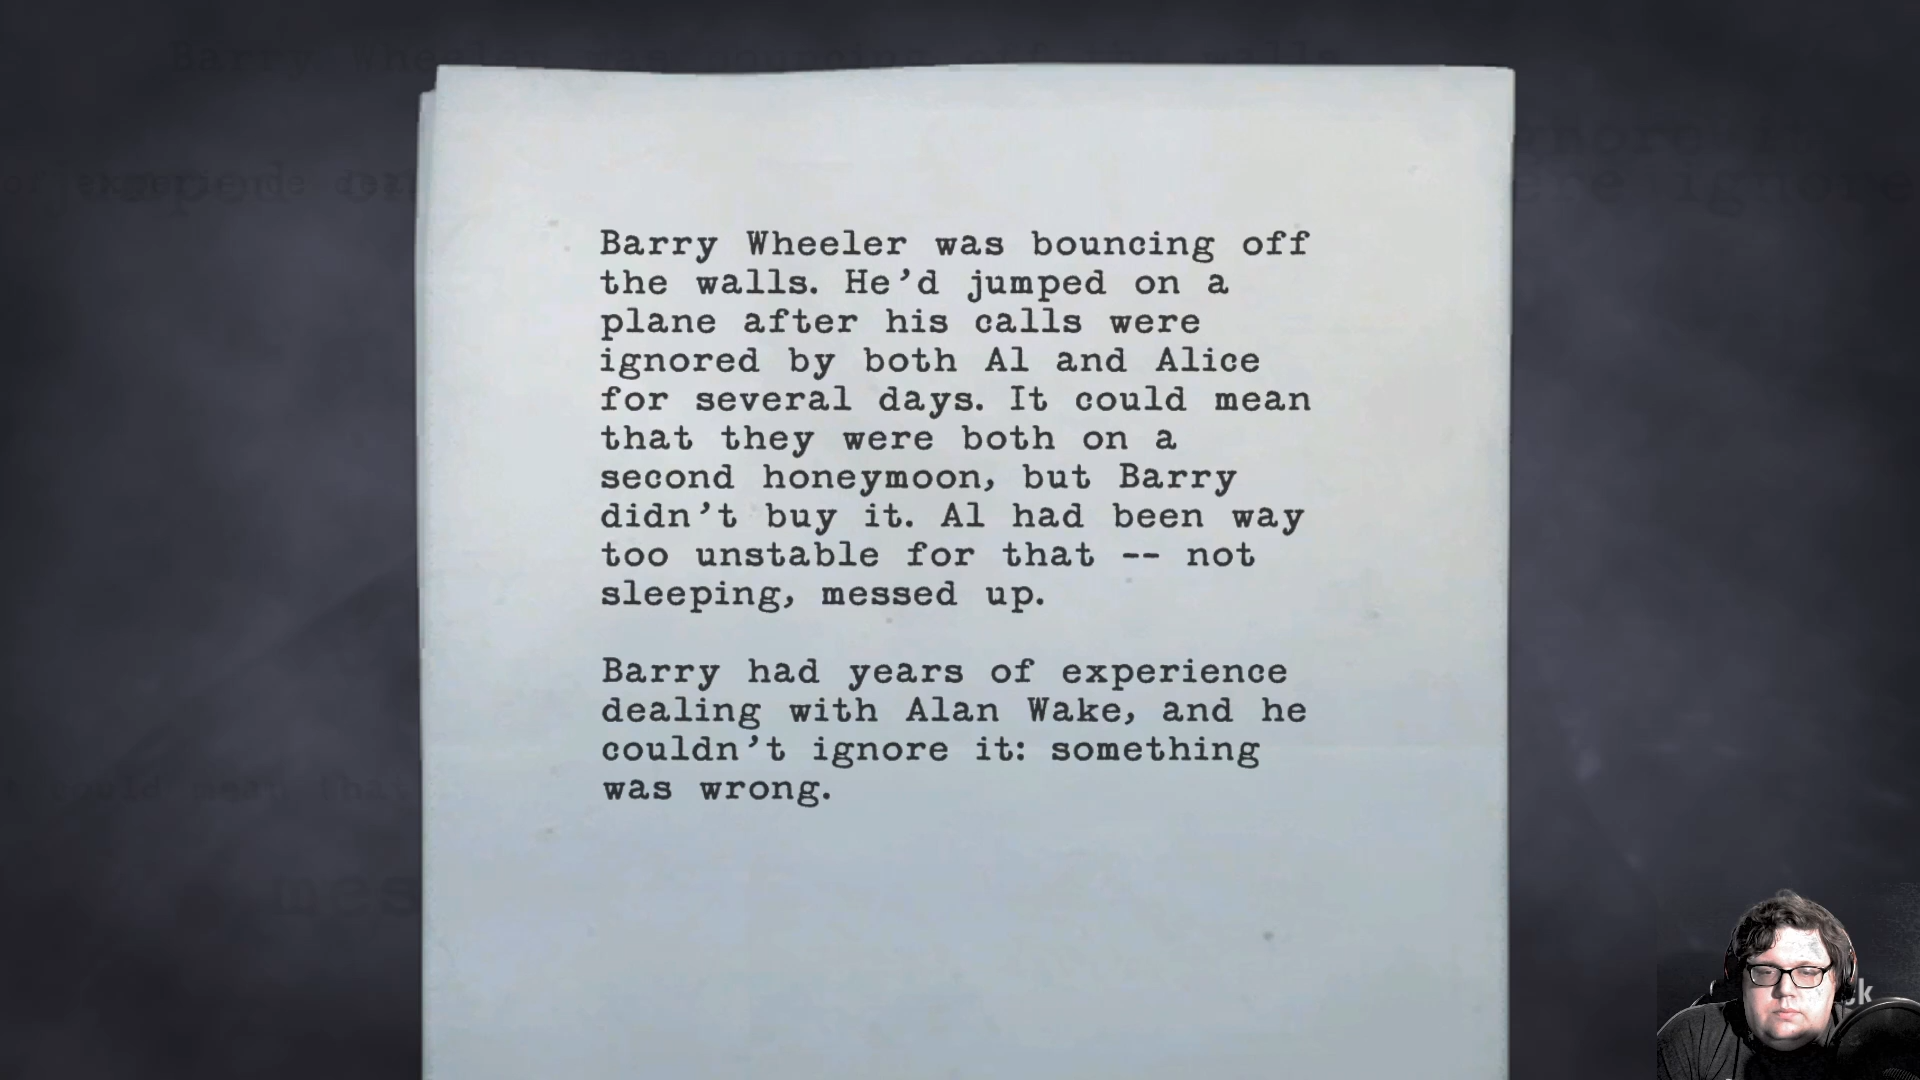 Barry Wheeler was bouncing off
the walls. He’d jumped on a
plane after his calls were
ignored by both Al and Alice
for several days. It could mean
that they were both on a
second honeymoon, but Barry
didn’t buy it. Al had been way
too unstable for that -- not
sleeping, messed up.
Barry had years of experience
dealing with Alan Wake, and he
couldn’t ignore it: something
was wrong.